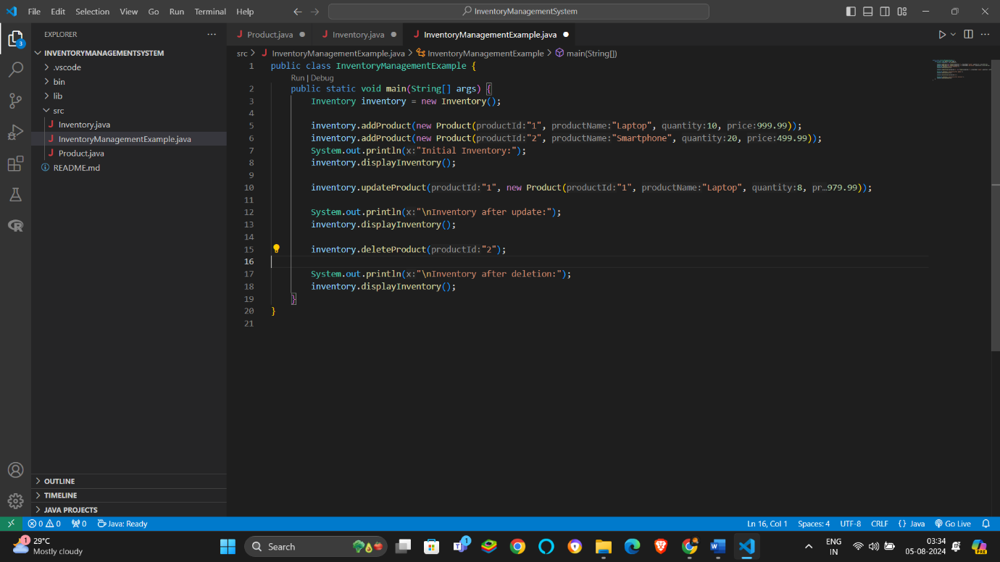 File Edit Selection View Go Run Terminal Help
InventoryManagementSystem
EXPLORER
Product.java
Inventory.java
InventoryManagementExample.java
INVENTORYMANAGEMENTSYSTEM
.vscode
bin
lib
src
Inventory.java
InventoryManagementExample.java
Product.java
README.md
3
src > InventoryManagementExample.java > InventoryManagementExample > main(String[])
1 public class InventoryManagementExample {
Run | Debug
2 public static void main(String[] args) {
3 Inventory inventory = new Inventory();
4
5 inventory.addProduct(new Product(productId:"1", productName:"Laptop", quantity:10, price:999.99));
6 inventory.addProduct(new Product(productId:"2", productName:"Smartphone", quantity:20, price:499.99));
7 System.out.println(x:"Initial Inventory:");
8 inventory.displayInventory();
9
10 inventory.updateProduct(productId:"1", new Product(productId:"1", productName:"Laptop", quantity:8, pr…979.99));
11
12 System.out.println(x:"\nInventory after update:");
13 inventory.displayInventory();
14
15 inventory.deleteProduct(productId:"2");
16
17 System.out.println(x:"\nInventory after deletion:");
18 inventory.displayInventory();
19 }
20 }
21
OUTLINE
TIMELINE
JAVA PROJECTS
0 0 0 Java: Ready
Ln 16, Col 1 Spaces: 4 UTF-8 CRLF {} Java Go Live
1
29°C
Mostly cloudy
Search
1
ENG
IN
03:34
05-08-2024
PRE